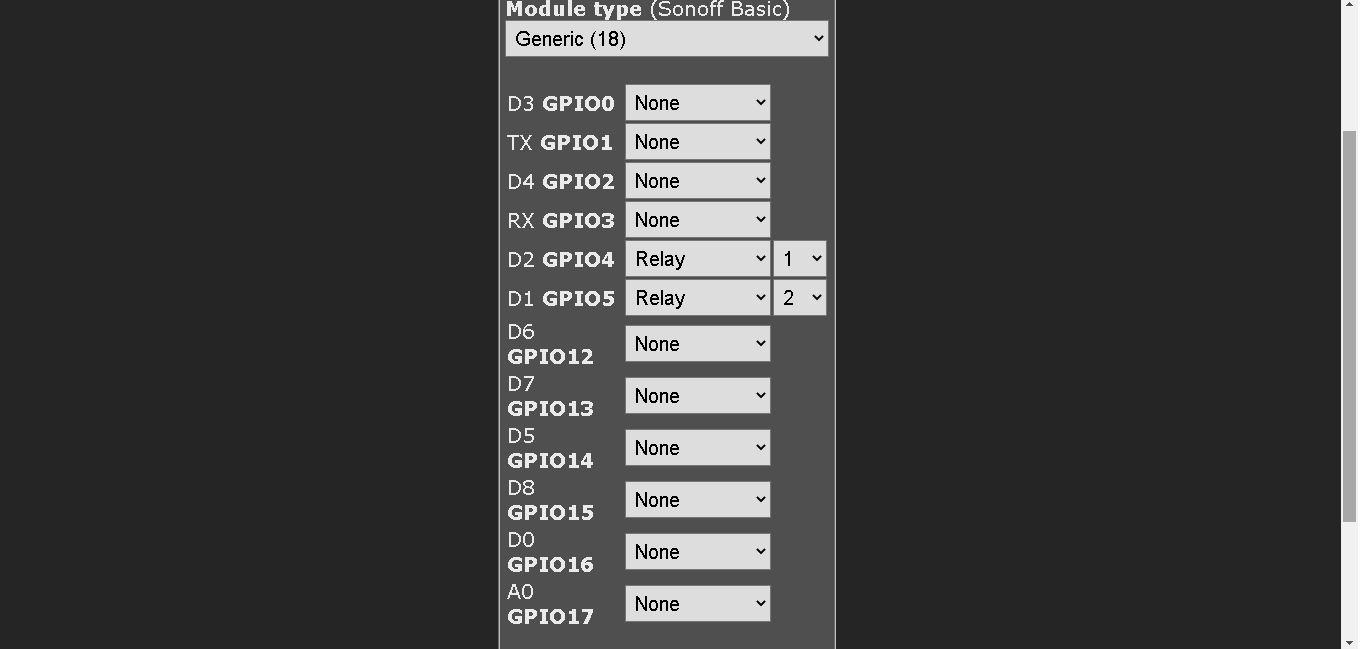 Module type (Sonoff Basic)
Generic (18)
D3 GPIO0 None
TX GPIO1 None
D4 GPIO2 None
RX GPIO3 None
D2 GPIO4 Relay 1
D1 GPIO5 Relay 2
D6
GPIO12 None
D7
GPIO13 None
D5
GPIO14 None
D8
GPIO15 None
D0
GPIO16 None
A0
GPIO17 None